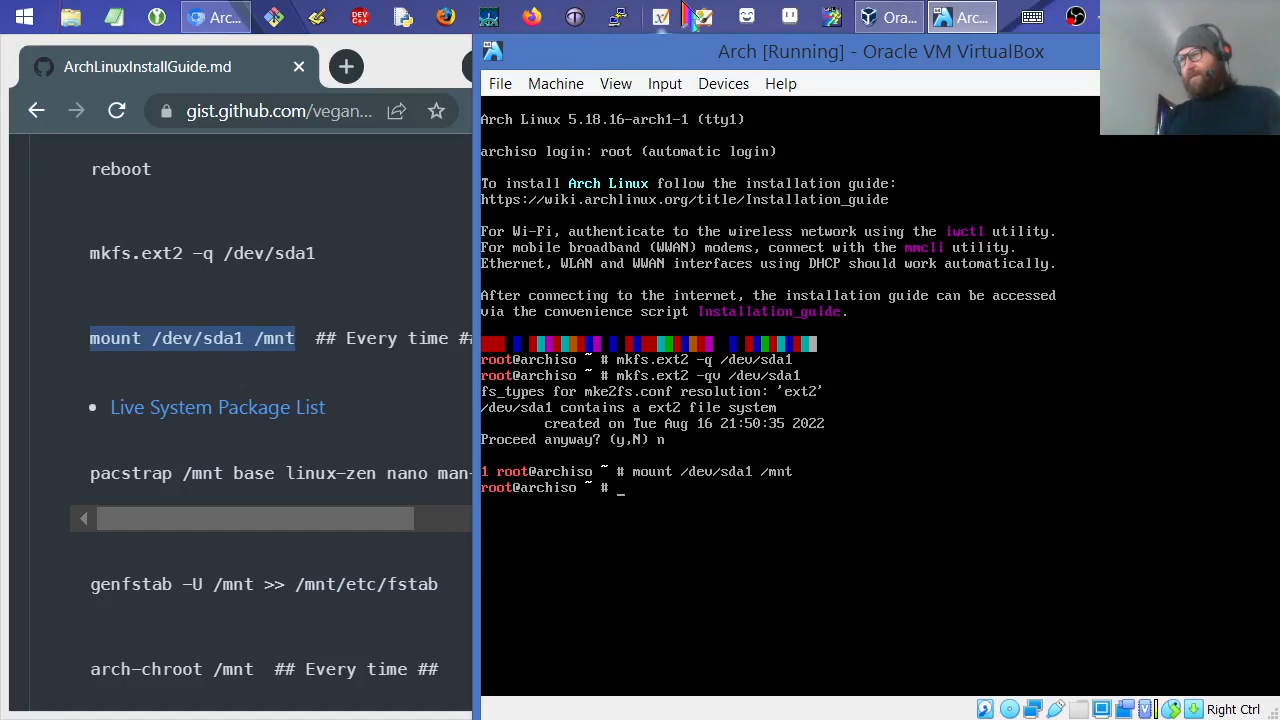 Ar...
DEV
C++
Ora...
Arc...
ArchLinuxInstallGuide.md
gist.github.com/vegan...
reboot
mkfs.ext2 -q /dev/sda1
mount /dev/sda1 /mnt ## Every time #
Live System Package List
pacstrap /mnt base linux-zen nano man-
genfstab -U /mnt >> /mnt/etc/fstab
arch-chroot /mnt ## Every time ##
Arch [Running] - Oracle VM VirtualBox
File Machine View Input Devices Help
Arch Linux 5.18.16-arch1-1 (tty1)
archiso login: root (automatic login)
To install Arch Linux follow the installation guide:
https://wiki.archlinux.org/title/Installation_guide
For Wi-Fi, authenticate to the wireless network using the iwctl utility.
For mobile broadband (WWAN) modems, connect with the mmcli utility.
Ethernet, WLAN and WWAN interfaces using DHCP should work automatically.
After connecting to the internet, the installation guide can be accessed
via the convenience script Installation_guide.
root@archiso ~ # mkfs.ext2 -q /dev/sda1
root@archiso ~ # mkfs.ext2 -qv /dev/sda1
fs_types for mke2fs.conf resolution: 'ext2'
/dev/sda1 contains a ext2 file system
created on Tue Aug 16 21:50:35 2022
Proceed anyway? (y,N) n
1 root@archiso ~ # mount /dev/sda1 /mnt
root@archiso ~ # _
Right Ctrl